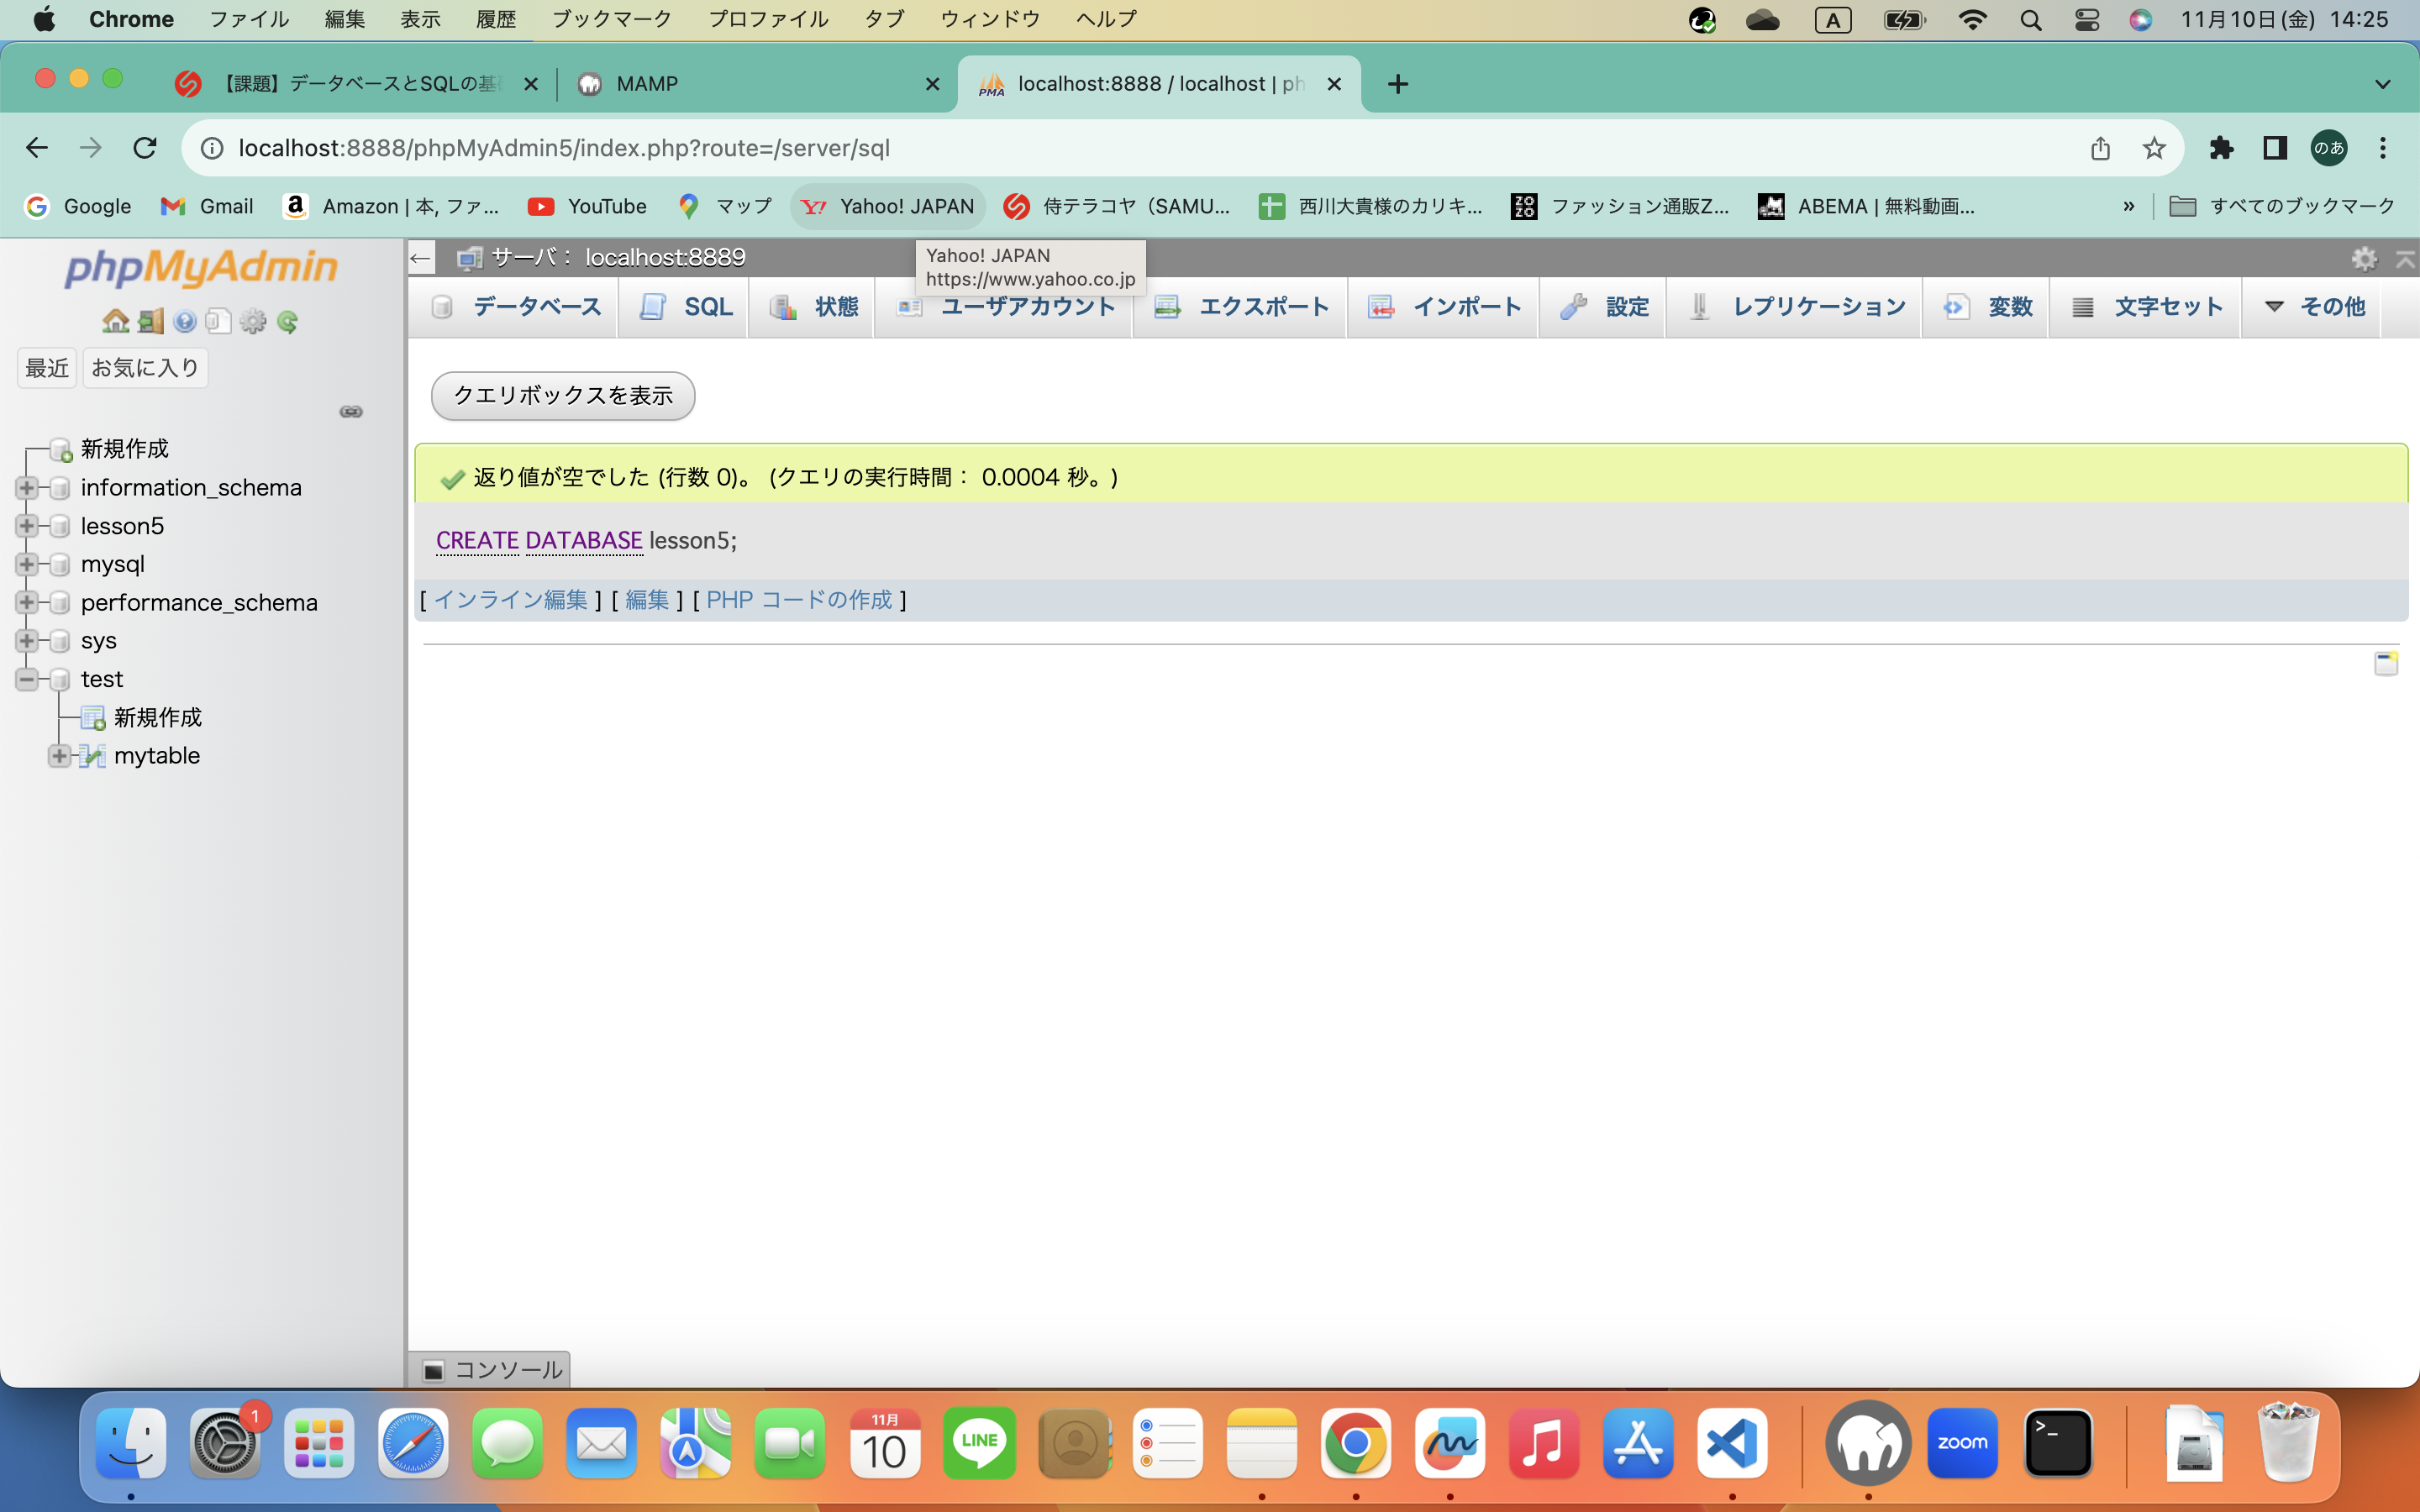 Chrome ファイル 編集 表示 履歴 ブックマーク プロファイル タブ ウィンドウ ヘルプ A 11月10日(金) 14:25
【課題】データベースとSQLの基 MAMP localhost:8888 / localhost | ph
localhost:8888/phpMyAdmin5/index.php?route=/server/sql のあ
Google Gmail Amazon | 本, ファ... YouTube マップ Yahoo! JAPAN 侍テラコヤ（SAMU... 西川大貴様のカリキ... ZOZO ファッション通販Z... ABEMA | 無料動画... » すべてのブックマーク
phpMyAdmin
サーバ： localhost:8889
Yahoo! JAPAN
https://www.yahoo.co.jp
データベース SQL 状態 ユーザアカウント エクスポート インポート 設定 レプリケーション 変数 文字セット その他
最近 お気に入り
クエリボックスを表示
新規作成
information_schema
lesson5
mysql
performance_schema
sys
test
新規作成
mytable
返り値が空でした (行数 0)。 (クエリの実行時間： 0.0004 秒。)
CREATE DATABASE lesson5;
[ インライン編集 ] [ 編集 ] [ PHP コードの作成 ]
コンソール
1
11月
10
LINE
zoom
>_